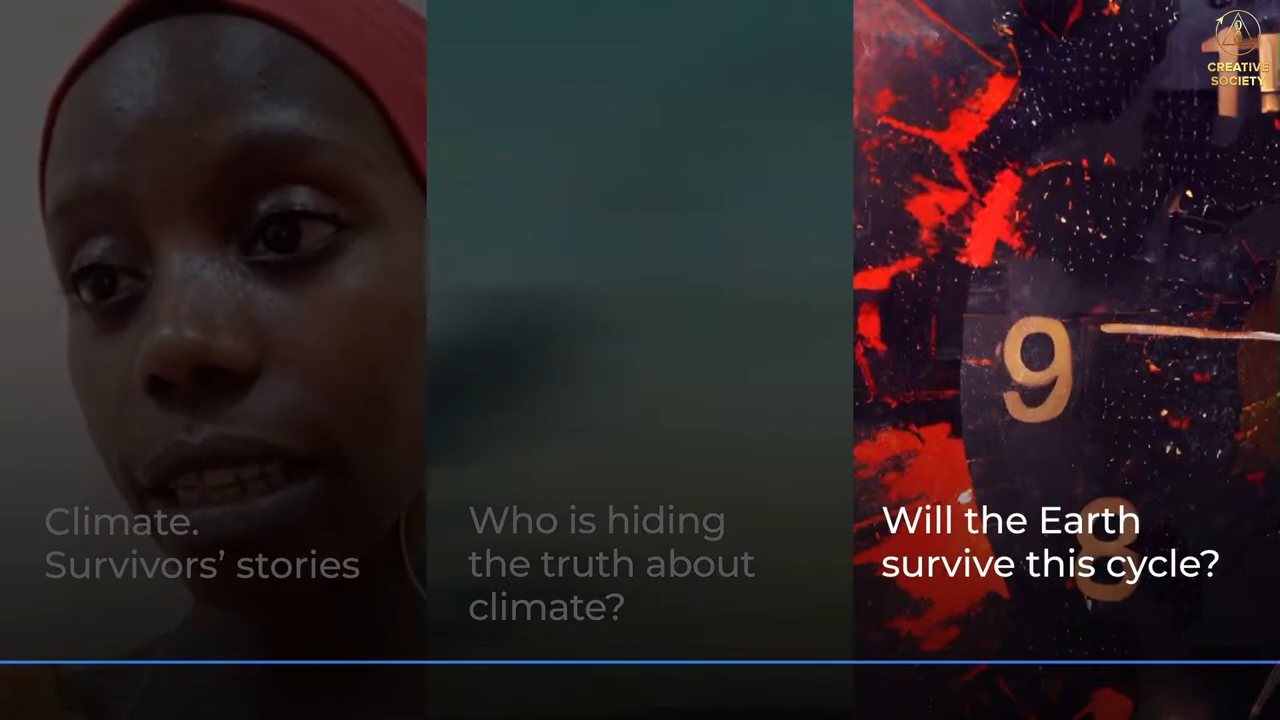 CREATIVE
SOCIETY
11
9
8
Climate.
Survivors' stories
Who is hiding
the truth about
climate?
Will the Earth
survive this cycle?